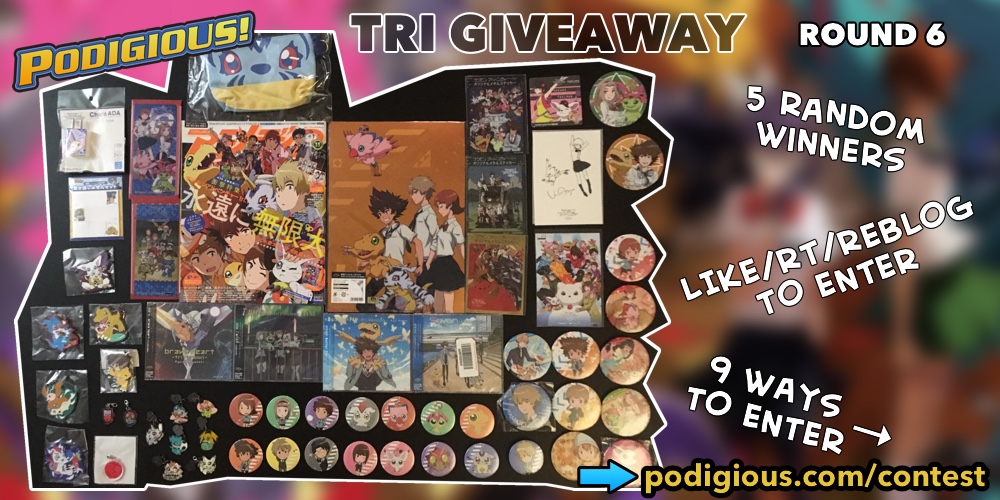 PODIGIOUS!
TRI GIVEAWAY
ROUND 6
5 RANDOM
WINNERS
LIKE/RT/REBLOG
TO ENTER
9 WAYS
TO ENTER
podigious.com/contest
永遠に
無限大
brave heart